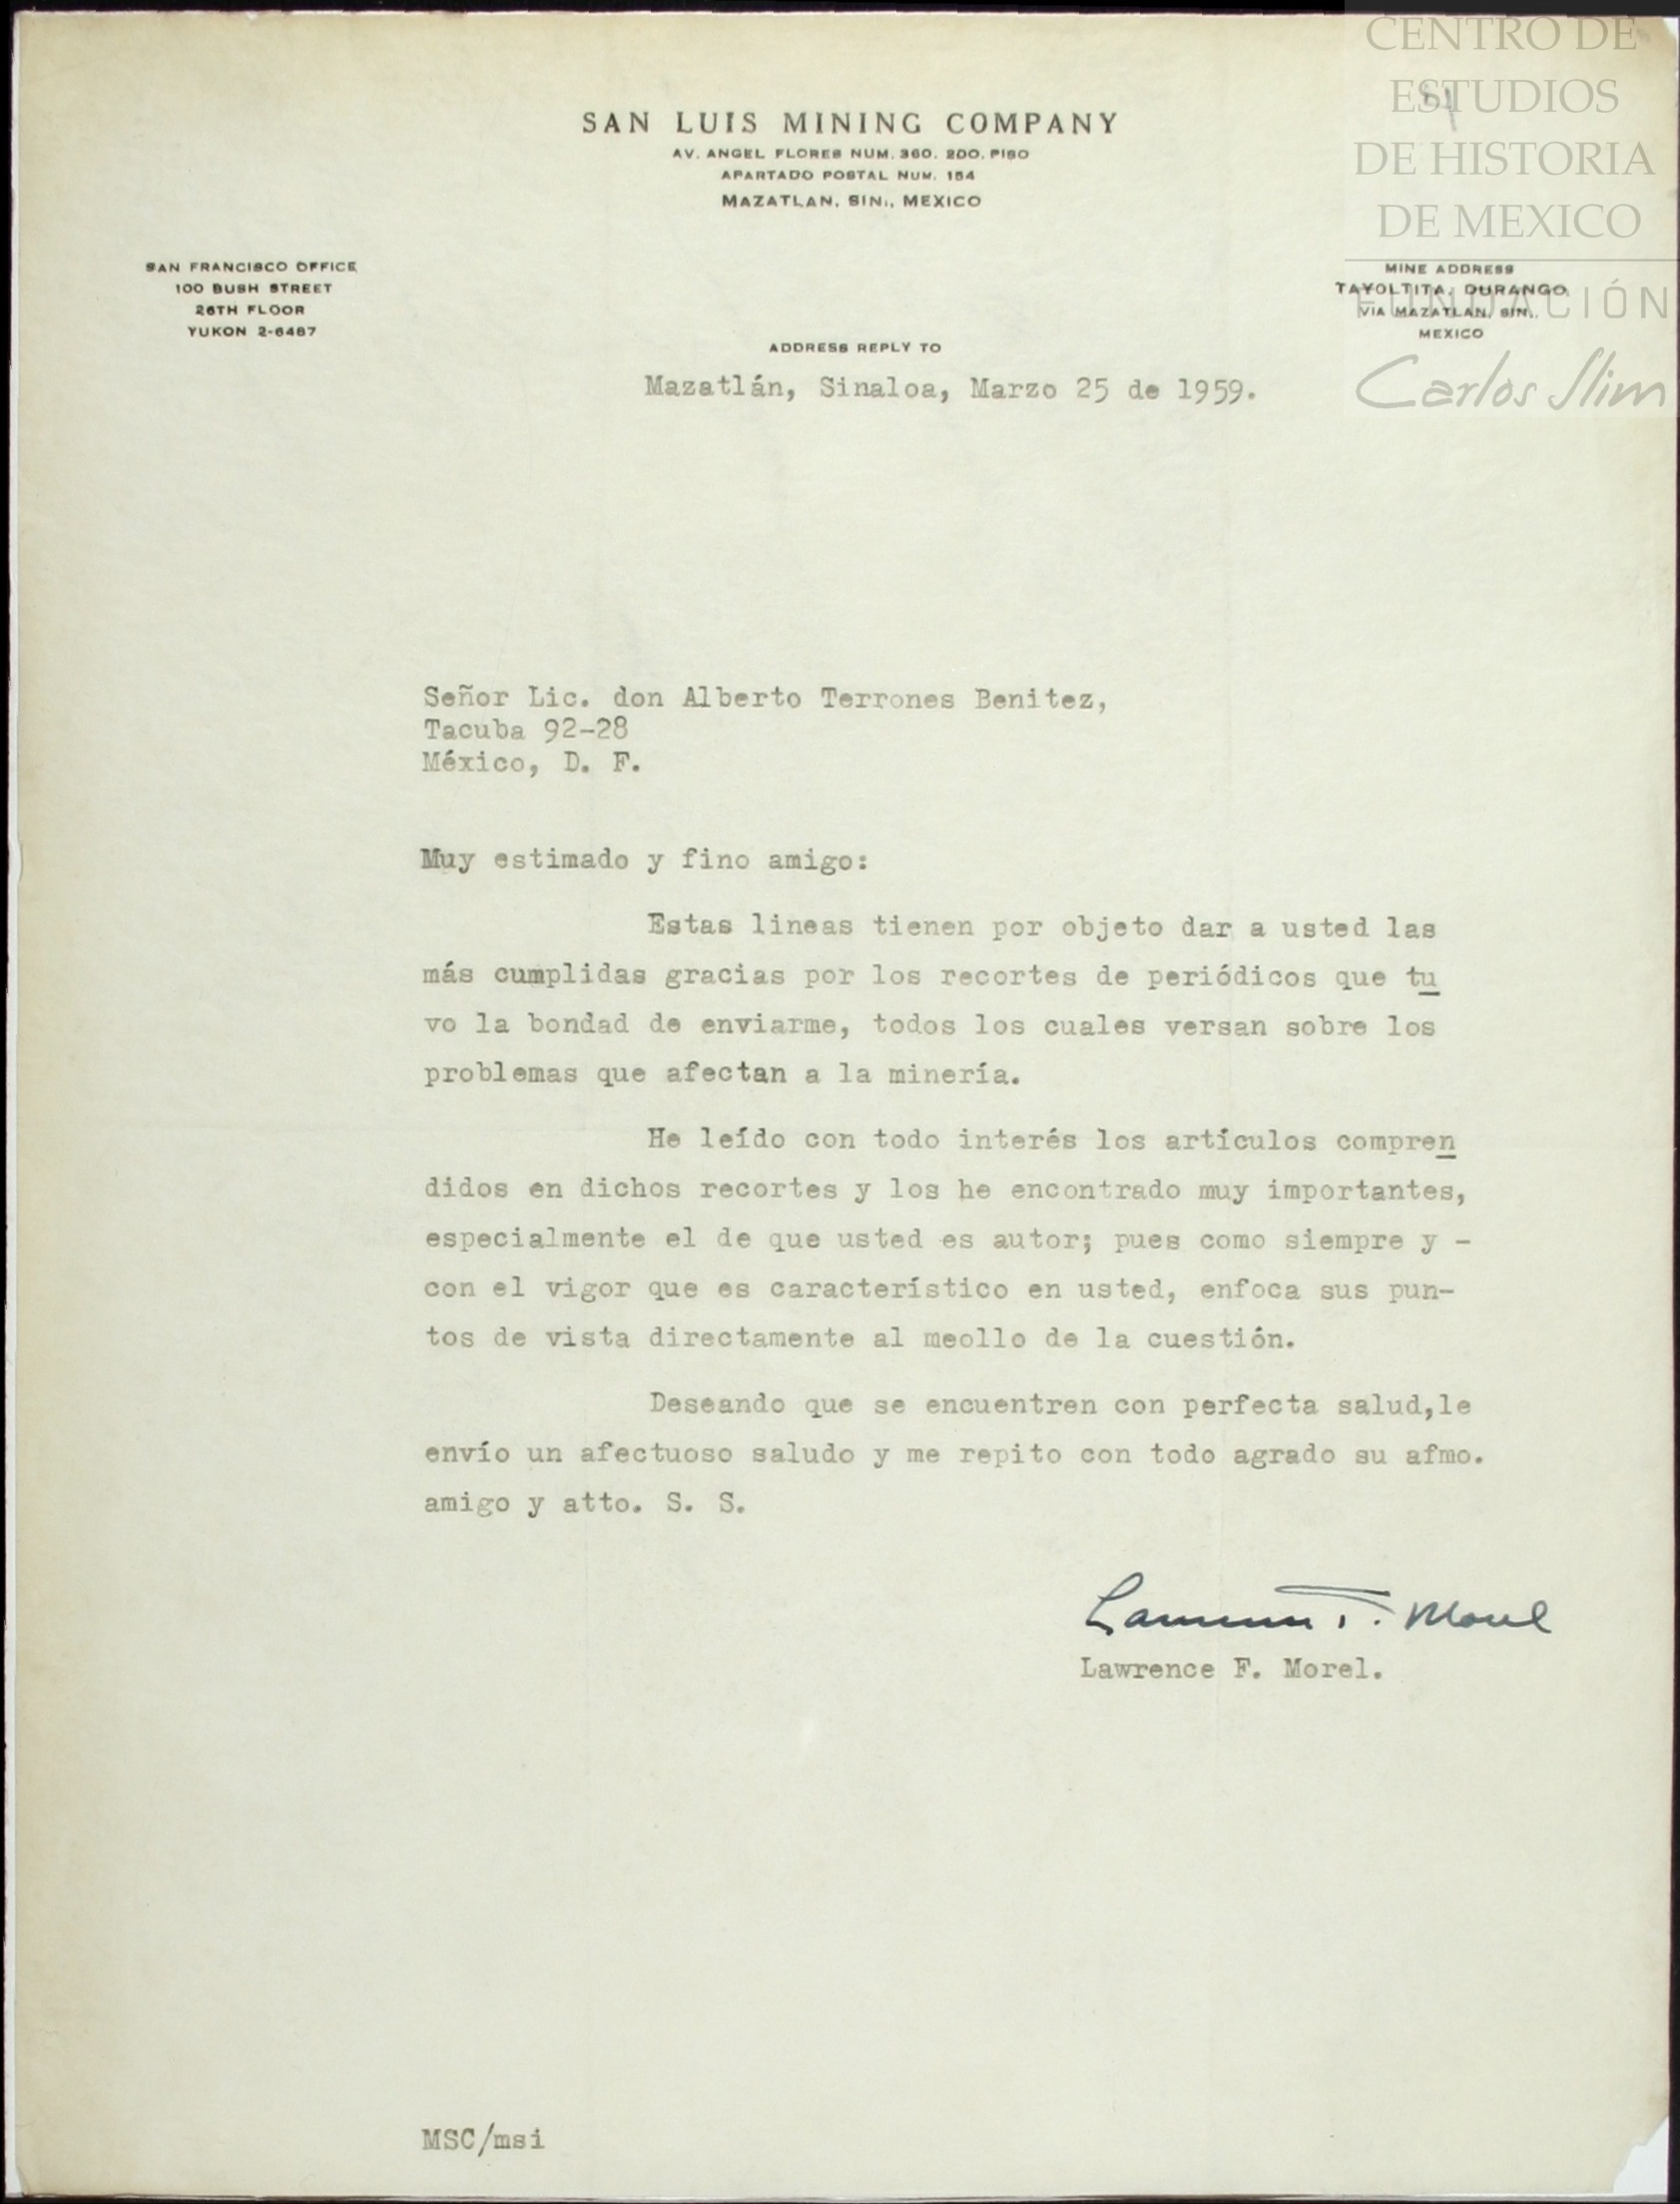 CENTRO DE
ESTUDIOS
DE HISTORIA
DE MEXICO
FUNDACIÓN
Carlos Slim
SAN LUIS MINING COMPANY
AV. ANGEL FLORES NUM. 360. 2DO. PISO
APARTADO POSTAL NUM. 154
MAZATLAN, SIN., MEXICO
SAN FRANCISCO OFFICE
100 BUSH STREET
26TH FLOOR
YUKON 2-6487
MINE ADDRESS
TAYOLTITA, DURANGO
VIA MAZATLAN, SIN.
MEXICO
ADDRESS REPLY TO
Mazatlán, Sinaloa, Marzo 25 de 1959.
Señor Lic. don Alberto Terrones Benitez,
Tacuba 92-28
México, D. F.
Muy estimado y fino amigo:
Estas lineas tienen por objeto dar a usted las
más cumplidas gracias por los recortes de periódicos que tu
vo la bondad de enviarme, todos los cuales versan sobre los
problemas que afectan a la minería.
He leído con todo interés los artículos compren
didos en dichos recortes y los he encontrado muy importantes,
especialmente el de que usted es autor; pues como siempre y -
con el vigor que es característico en usted, enfoca sus pun-
tos de vista directamente al meollo de la cuestión.
Deseando que se encuentren con perfecta salud,le
envío un afectuoso saludo y me repito con todo agrado su afmo.
amigo y atto. S. S.
Lawrence F. Morel
Lawrence F. Morel.
MSC/msi